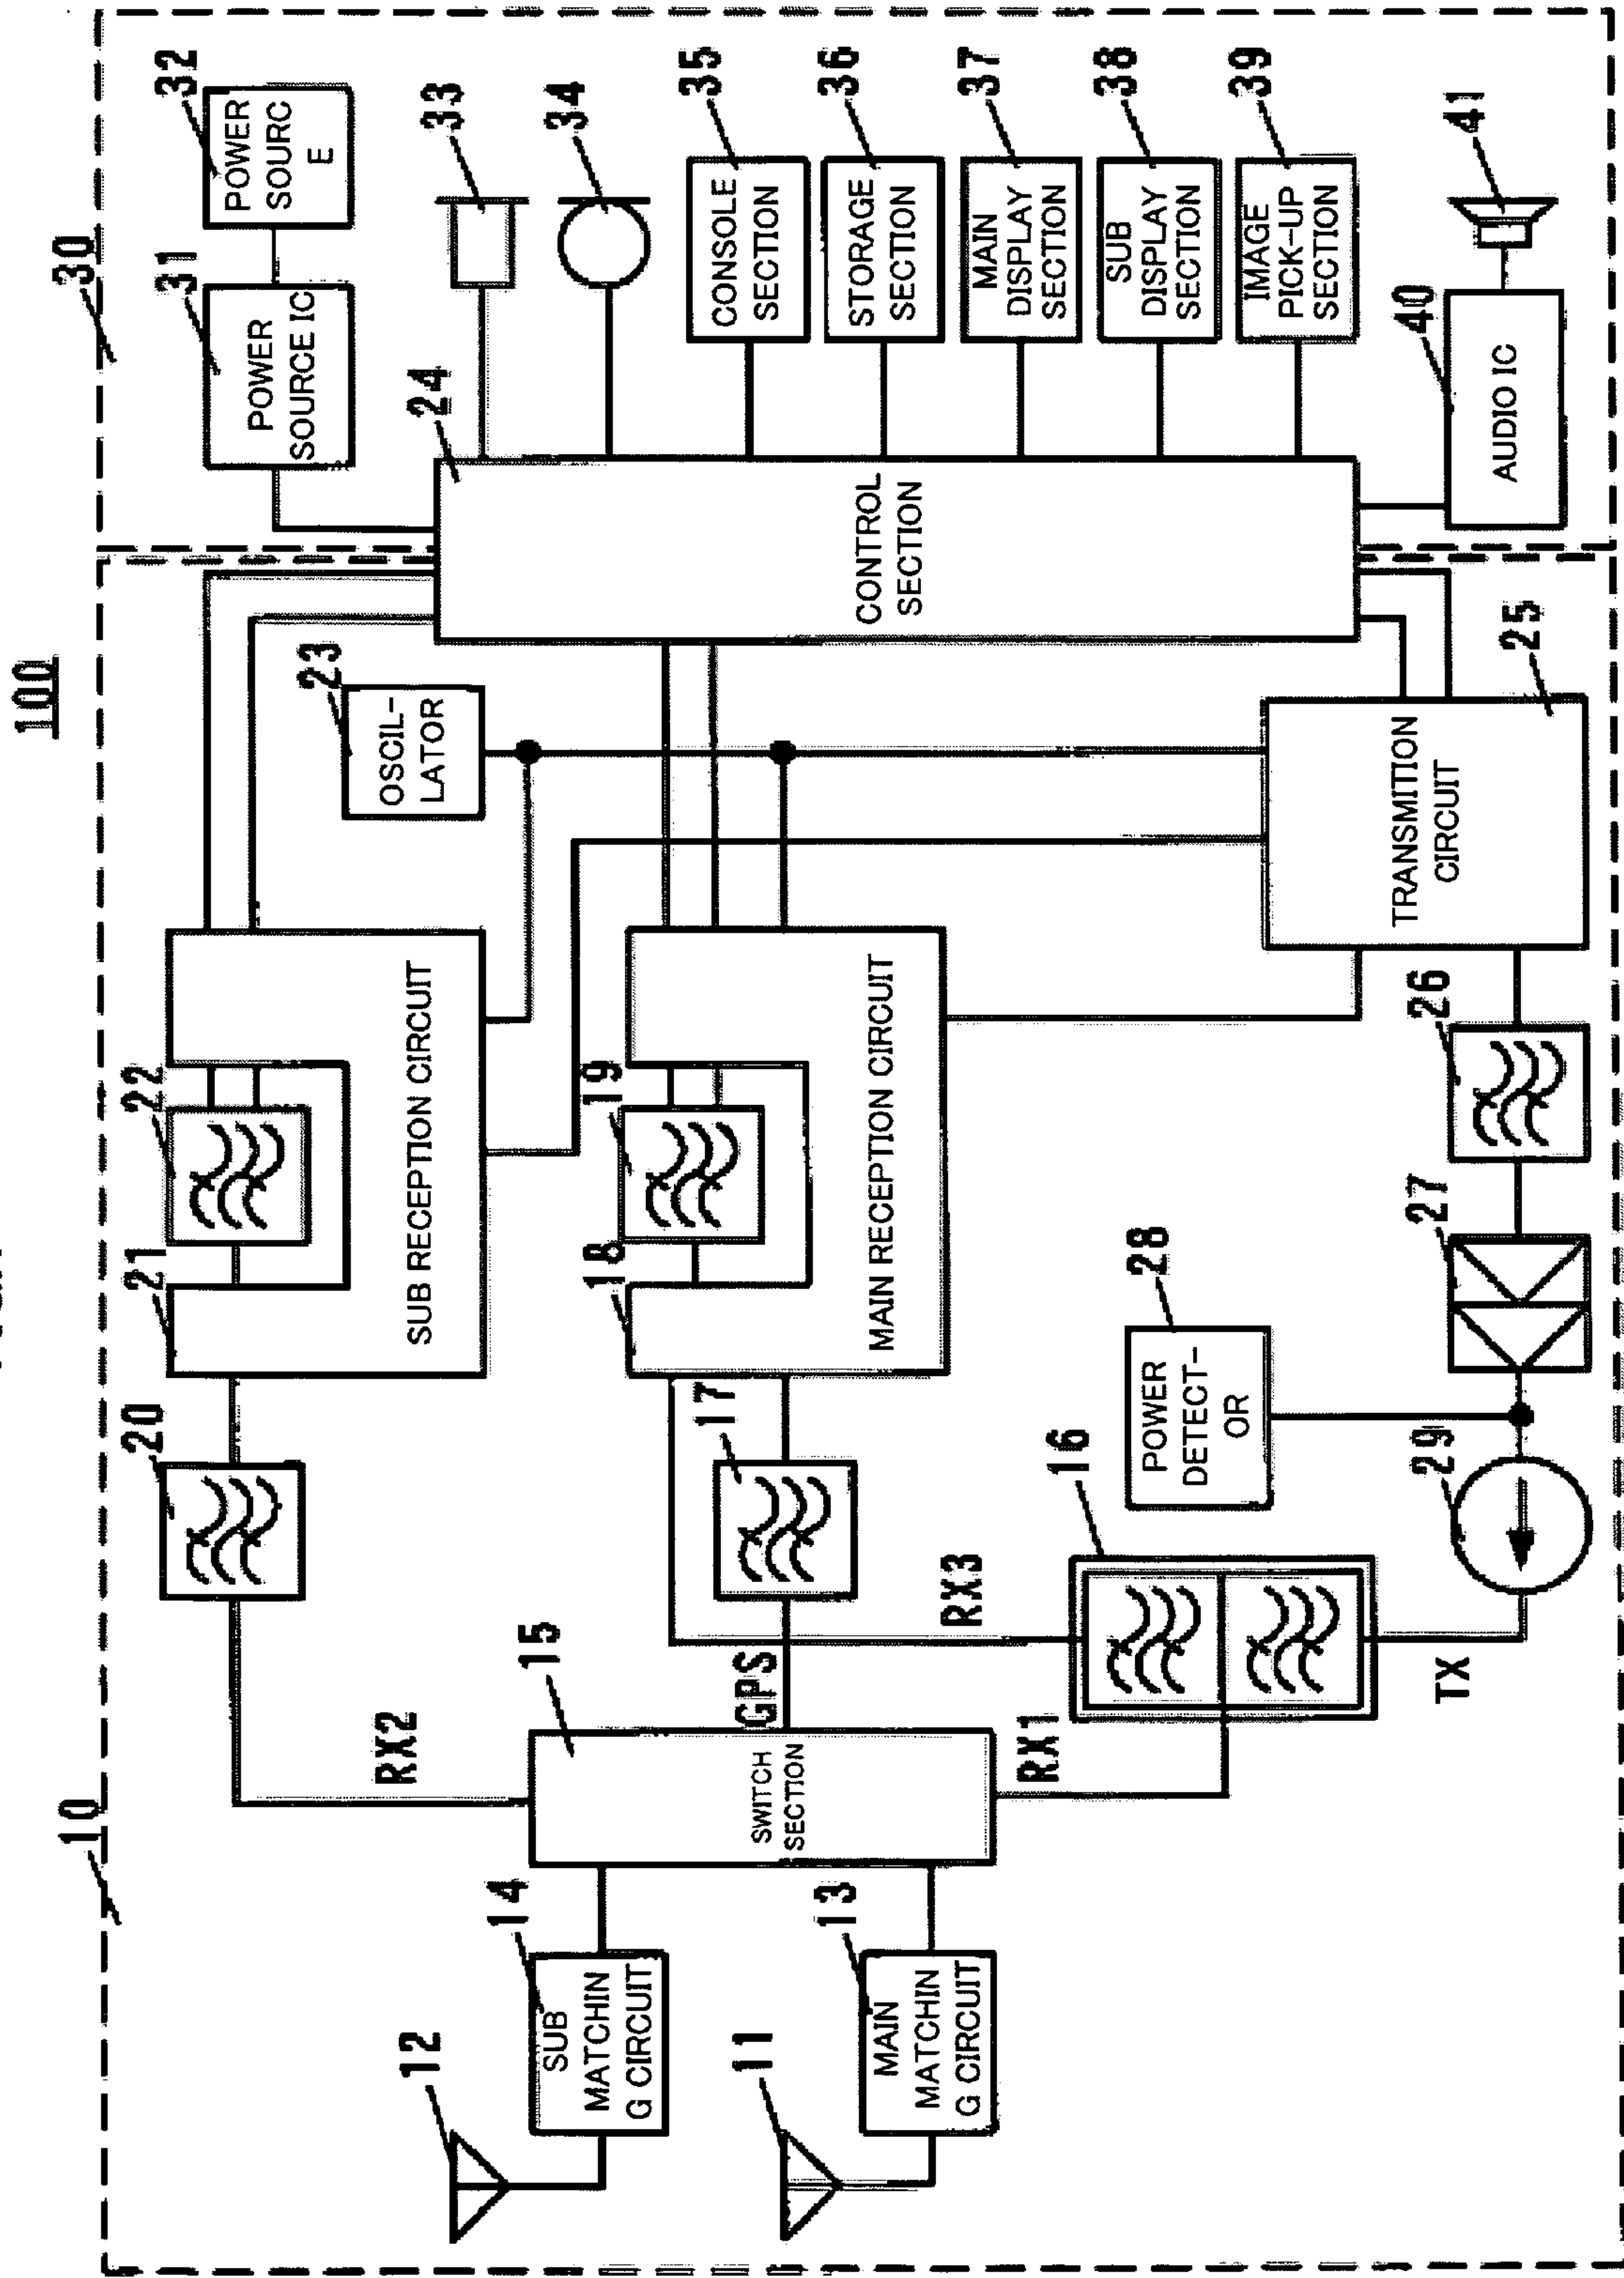 100
10
30
12
14
SUB
MATCHIN
G CIRCUIT
11
13
MAIN
MATCHIN
G CIRCUIT
15
SWITCH
SECTION
RX2
GPS
RX1
RX3
TX
16
17
20
21
22
SUB RECEPTION CIRCUIT
18
19
MAIN RECEPTION CIRCUIT
23
OSCIL-
LATOR
24
CONTROL
SECTION
25
TRANSMITION
CIRCUIT
26
27
28
POWER
DETECT-
OR
29
31
POWER
SOURCE IC
32
POWER
SOURC
E
33
34
35
CONSOLE
SECTION
36
STORAGE
SECTION
37
MAIN
DISPLAY
SECTION
38
SUB
DISPLAY
SECTION
39
IMAGE
PICK-UP
SECTION
40
AUDIO IC
41